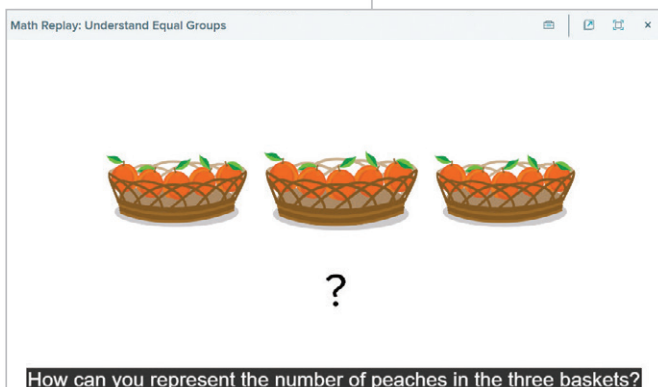 Math Replay: Understand Equal Groups
?
How can you represent the number of peaches in the three baskets?